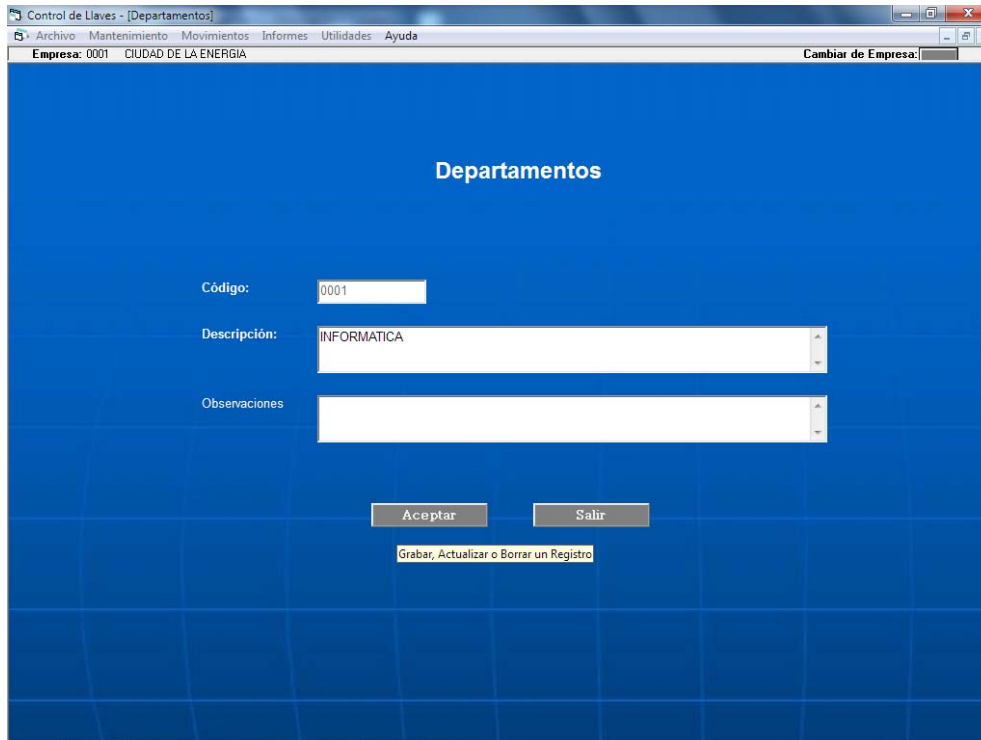 Control de Llaves - [Departamentos]
Archivo Mantenimiento Movimientos Informes Utilidades Ayuda
Empresa: 0001 CIUDAD DE LA ENERGIA Cambiar de Empresa:
Departamentos
Código: 0001
Descripción: INFORMATICA
Observaciones
Aceptar Salir
Grabar, Actualizar o Borrar un Registro